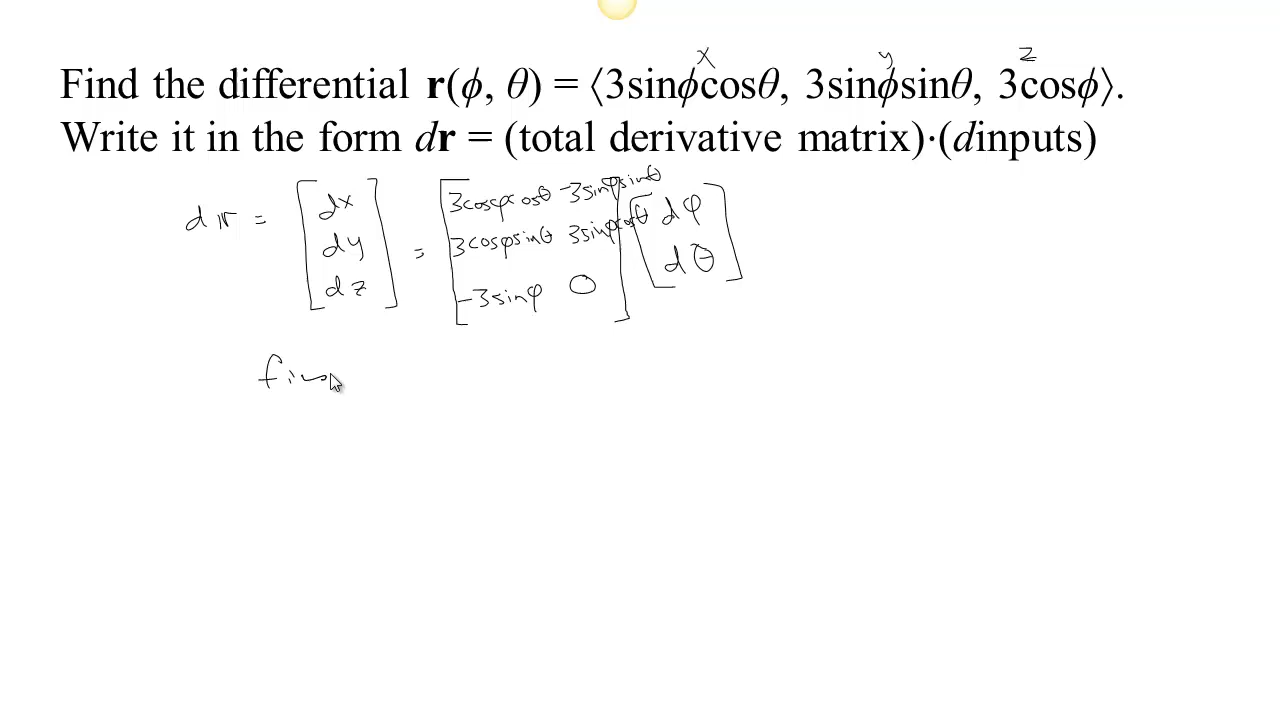 x y z
Find the differential r(ϕ, θ) = ⟨3sinϕcosθ, 3sinϕsinθ, 3cosϕ⟩.
Write it in the form dr = (total derivative matrix)·(dinputs)
dr = [dx dy dz] = [3cosφcosθ -3sinφsinθ
3cosφsinθ 3sinφcosθ
-3sinφ 0] [dφ dθ]